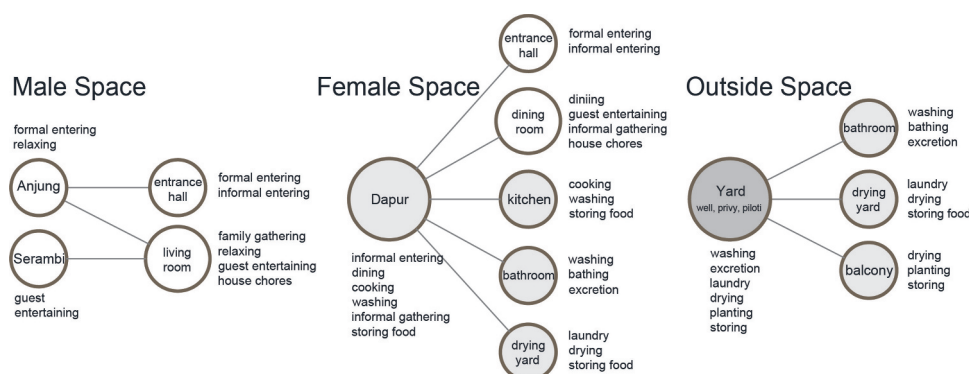 Male Space
formal entering
relaxing
Anjung
entrance
hall
formal entering
informal entering
Serambi
living
room
family gathering
relaxing
guest entertaining
house chores
guest
entertaining
Female Space
entrance
hall
formal entering
informal entering
dining
room
diniing
guest entertaining
informal gathering
house chores
Dapur
kitchen
cooking
washing
storing food
informal entering
dining
cooking
washing
informal gathering
storing food
bathroom
washing
bathing
excretion
drying
yard
laundry
drying
storing food
Outside Space
bathroom
washing
bathing
excretion
Yard
well, privy, piloti
drying
yard
laundry
drying
storing food
washing
excretion
laundry
drying
planting
storing
balcony
drying
planting
storing